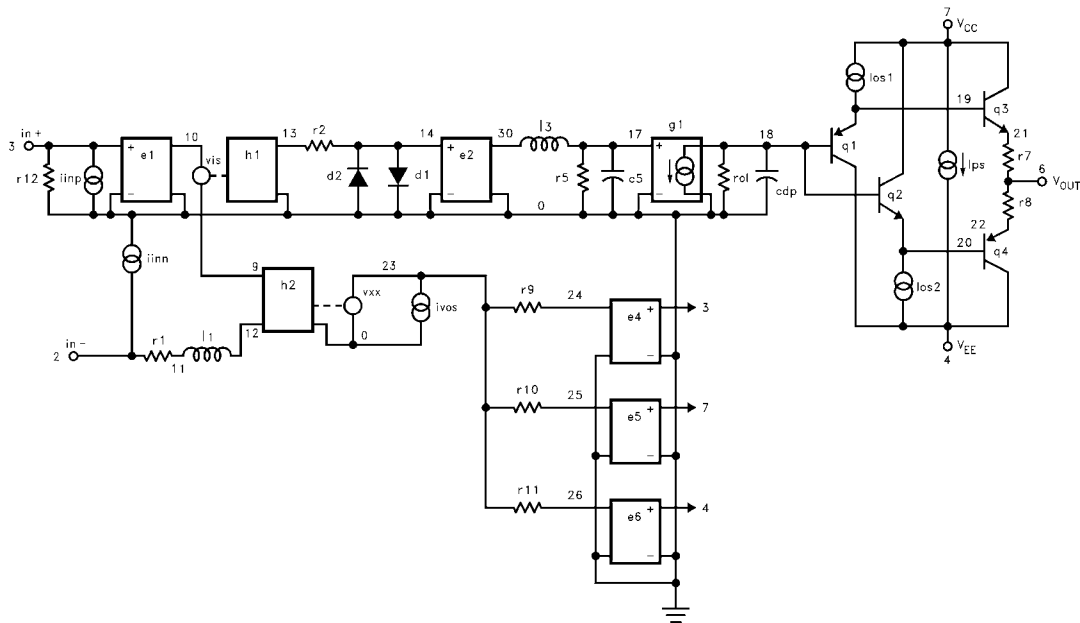 7
VCC
Ios1
19
q3
in+
3
r12
iinp
+
e1
-
10
vis
h1
13
r2
d2
d1
14
+
e2
-
30
l3
r5
c5
17
+
g1
-
rol
18
cdp
q1
q2
Ips
21
r7
6
VOUT
r8
22
20
q4
Ios2
VEE
4
0
iinn
9
h2
23
vxx
ivos
0
12
in-
2
r1
11
l1
r9
24
e4
+
-
3
r10
25
e5
+
-
7
r11
26
e6
+
-
4